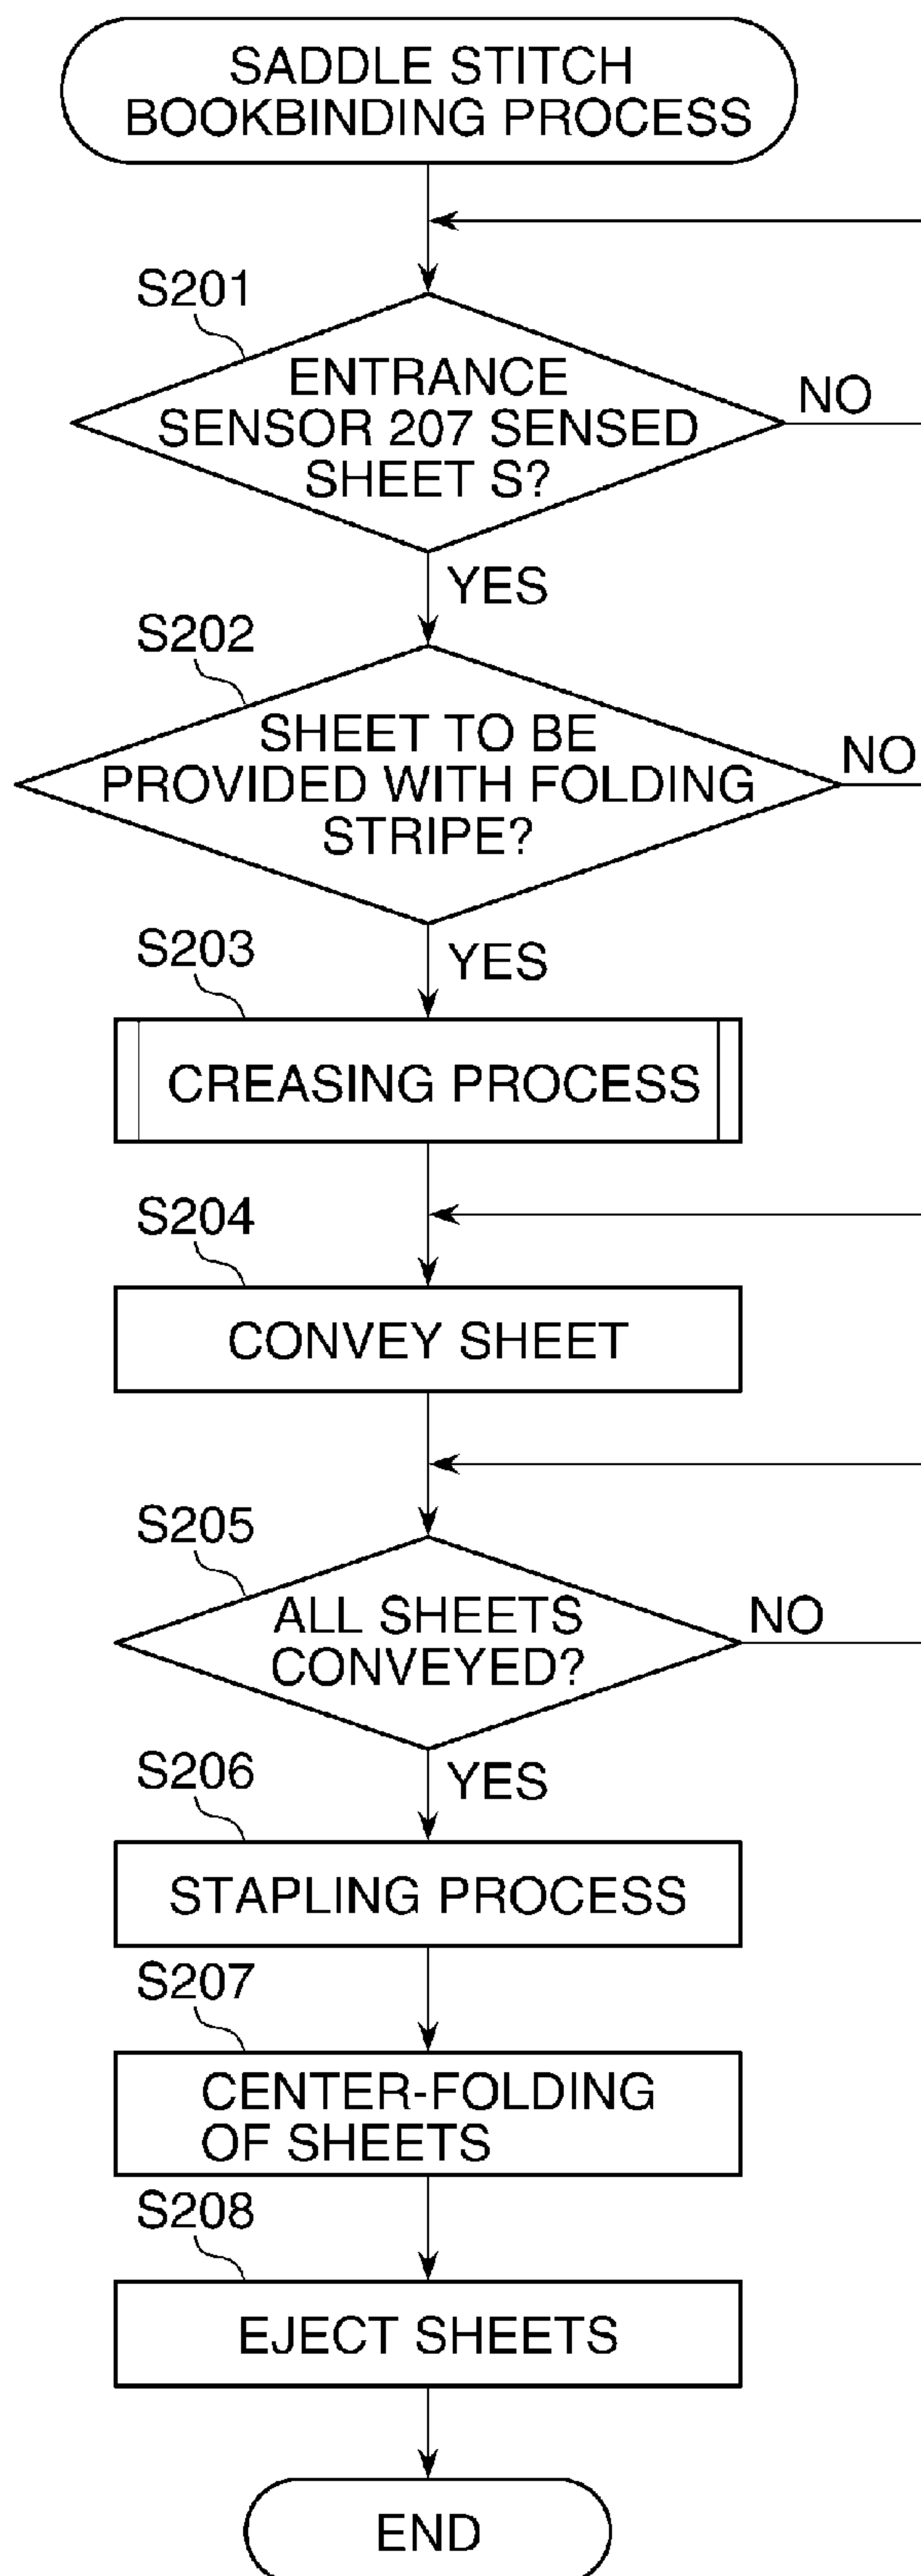 SADDLE STITCH
BOOKBINDING PROCESS
S201
ENTRANCE
SENSOR 207 SENSED
SHEET S?
NO
YES
S202
SHEET TO BE
PROVIDED WITH FOLDING
STRIPE?
NO
YES
S203
CREASING PROCESS
S204
CONVEY SHEET
S205
ALL SHEETS
CONVEYED?
NO
YES
S206
STAPLING PROCESS
S207
CENTER-FOLDING
OF SHEETS
S208
EJECT SHEETS
END